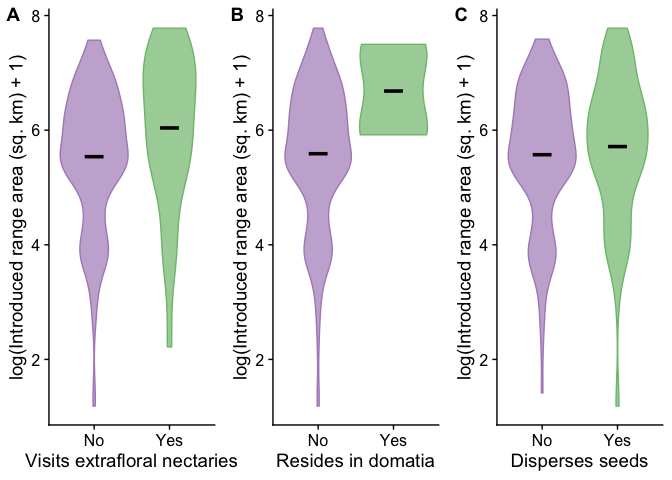 A
log(Introduced range area (sq. km) + 1)
8
6
4
2
No
Yes
Visits extrafloral nectaries
B
log(Introduced range area (sq. km) + 1)
8
6
4
2
No
Yes
Resides in domatia
C
log(Introduced range area (sq. km) + 1)
8
6
4
2
No
Yes
Disperses seeds